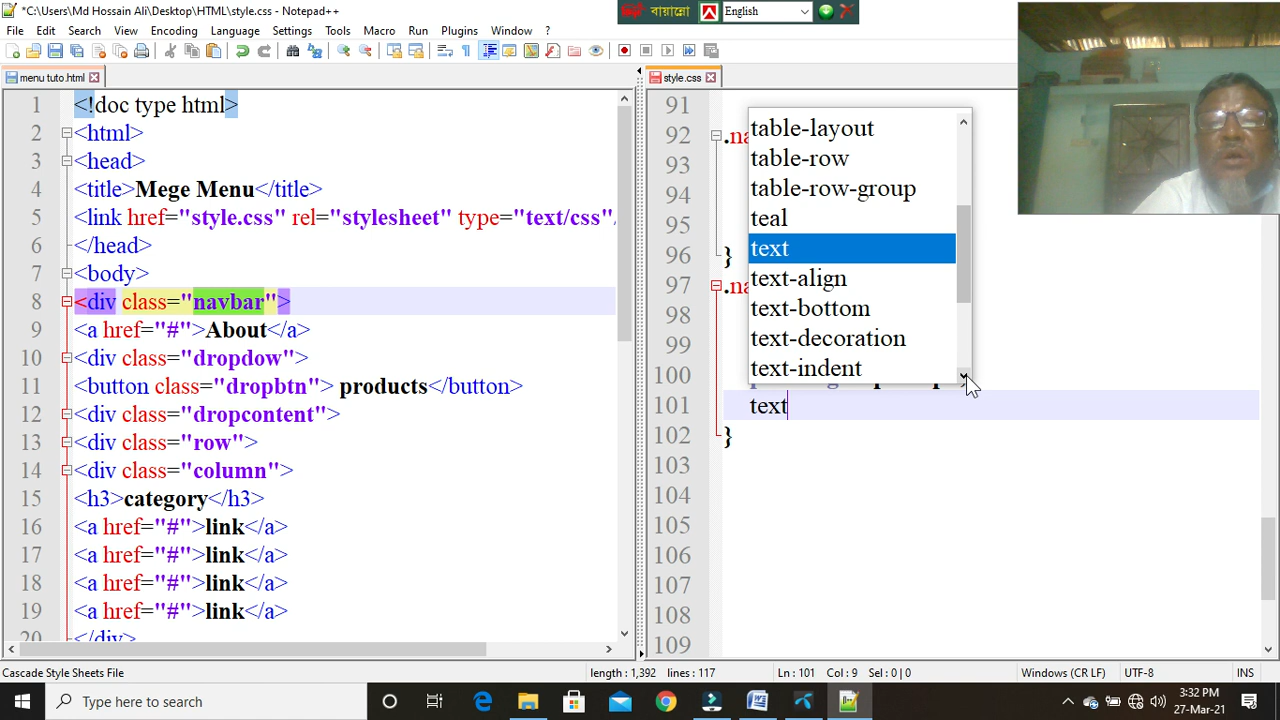 *C:\Users\Md Hossain Ali\Desktop\HTML\style.css - Notepad++
বায়ান্নো English
File Edit Search View Encoding Language Settings Tools Macro Run Plugins Window ?
menu tuto.html style.css
1 <!doc type html>
2 <html>
3 <head>
4 <title>Mege Menu</title>
5 <link href="style.css" rel="stylesheet" type="text/css"
6 </head>
7 <body>
8 <div class="navbar">
9 <a href="#">About</a>
10 <div class="dropdow">
11 <button class="dropbtn"> products</button>
12 <div class="dropcontent">
13 <div class="row">
14 <div class="column">
15 <h3>category</h3>
16 <a href="#">link</a>
17 <a href="#">link</a>
18 <a href="#">link</a>
19 <a href="#">link</a>
20 </div>
91
92 .na
93
94
95
96 }
97 .na
98
99
100
101 text
102 }
103
104
105
106
107
108
109
table-layout
table-row
table-row-group
teal
text
text-align
text-bottom
text-decoration
text-indent
Cascade Style Sheets File length : 1,392 lines : 117 Ln : 101 Col : 9 Sel : 0 | 0 Windows (CR LF) UTF-8 INS
Type here to search
3:32 PM
27-Mar-21